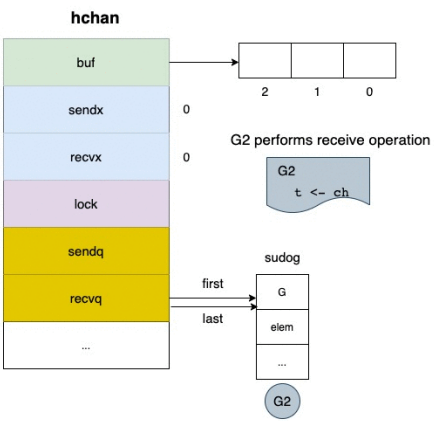 hchan
buf
2 1 0
sendx 0
recvx 0
G2 performs receive operation
G2
t <- ch
lock
sendq
sudog
recvq
first
last
G
elem
...
...
G2